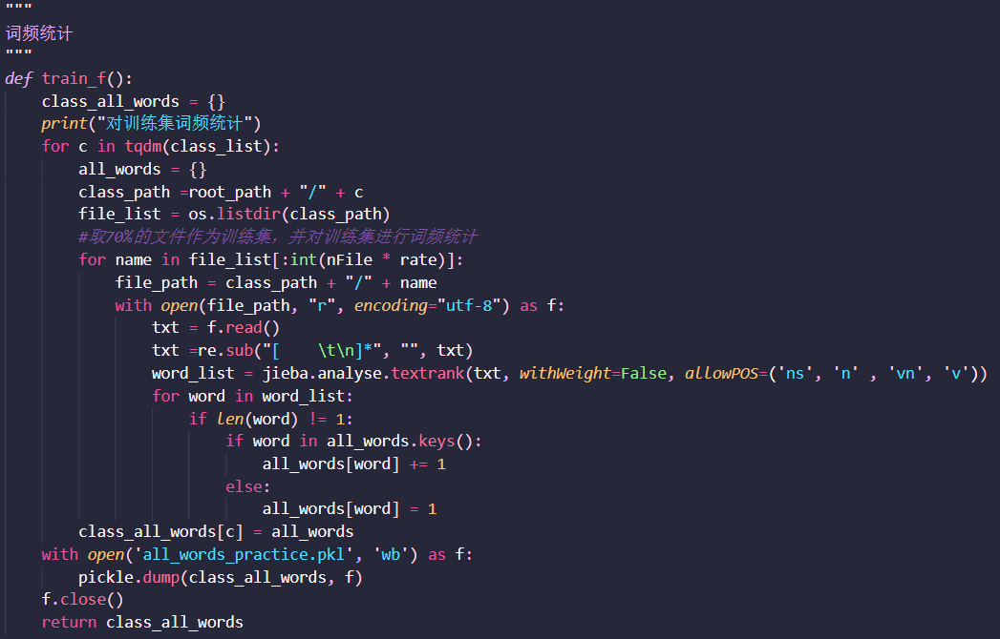 """
词频统计
"""
def train_f():
    class_all_words = {}
    print("对训练集词频统计")
    for c in tqdm(class_list):
        all_words = {}
        class_path =root_path + "/" + c
        file_list = os.listdir(class_path)
        #取70%的文件作为训练集，并对训练集进行词频统计
        for name in file_list[:int(nFile * rate)]:
            file_path = class_path + "/" + name
            with open(file_path, "r", encoding="utf-8") as f:
                txt = f.read()
                txt =re.sub("[    \t\n]*", "", txt)
                word_list = jieba.analyse.textrank(txt, withWeight=False, allowPOS=('ns', 'n' , 'vn', 'v'))
                for word in word_list:
                    if len(word) != 1:
                        if word in all_words.keys():
                            all_words[word] += 1
                        else:
                            all_words[word] = 1
        class_all_words[c] = all_words
    with open('all_words_practice.pkl', 'wb') as f:
        pickle.dump(class_all_words, f)
    f.close()
    return class_all_words